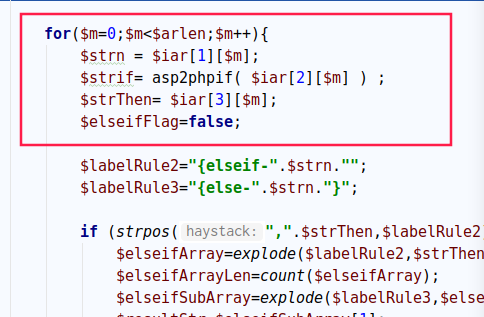 for($m=0;$m<$arlen;$m++){
$strn = $iar[1][$m];
$strif= asp2phpif( $iar[2][$m] ) ;
$strThen= $iar[3][$m];
$elseifFlag=false;
$labelRule2="{elseif-".$strn."";
$labelRule3="{else-".$strn."}";
if (strpos( haystack: ",".$strThen,$labelRule2
$elseifArray=explode($labelRule2,$strThen
$elseifArrayLen=count($elseifArray);
$elseifSubArray=explode($labelRule3,$else